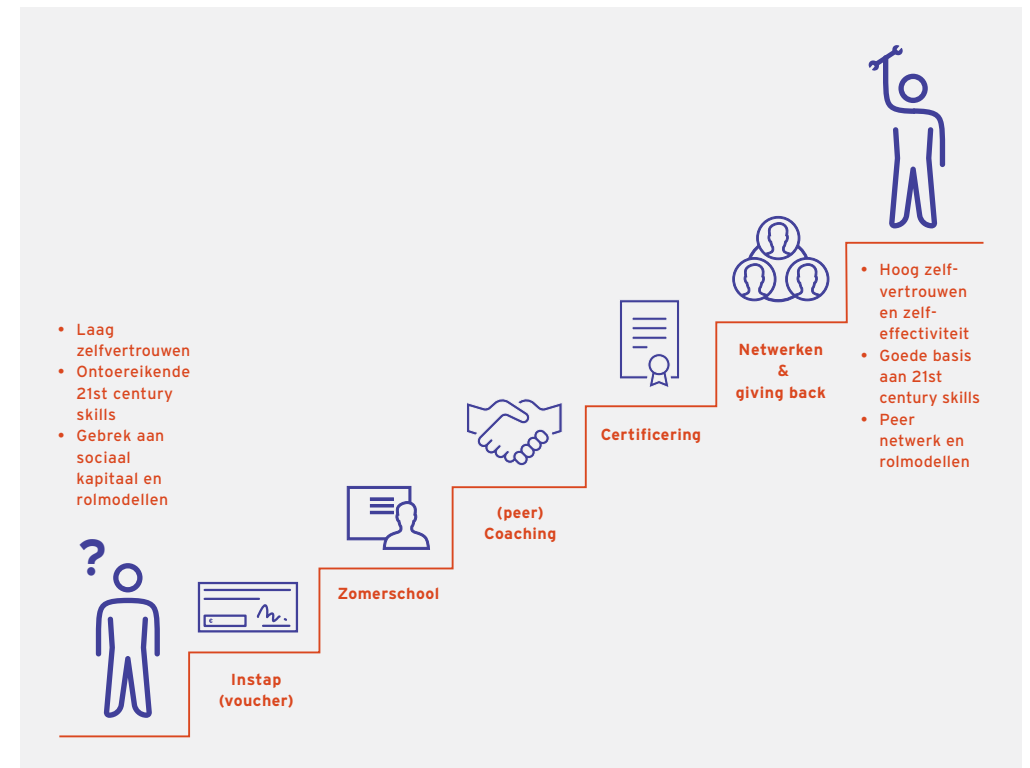 • Laag
zelfvertrouwen
• Ontoereikende
21st century
skills
• Gebrek aan
sociaal
kapitaal en
rolmodellen
?
€
Instap
(voucher)
Zomerschool
(peer)
Coaching
Certificering
Netwerken
&
giving back
• Hoog zelf-
vertrouwen
en zelf-
effectiviteit
• Goede basis
aan 21st
century skills
• Peer
netwerk en
rolmodellen